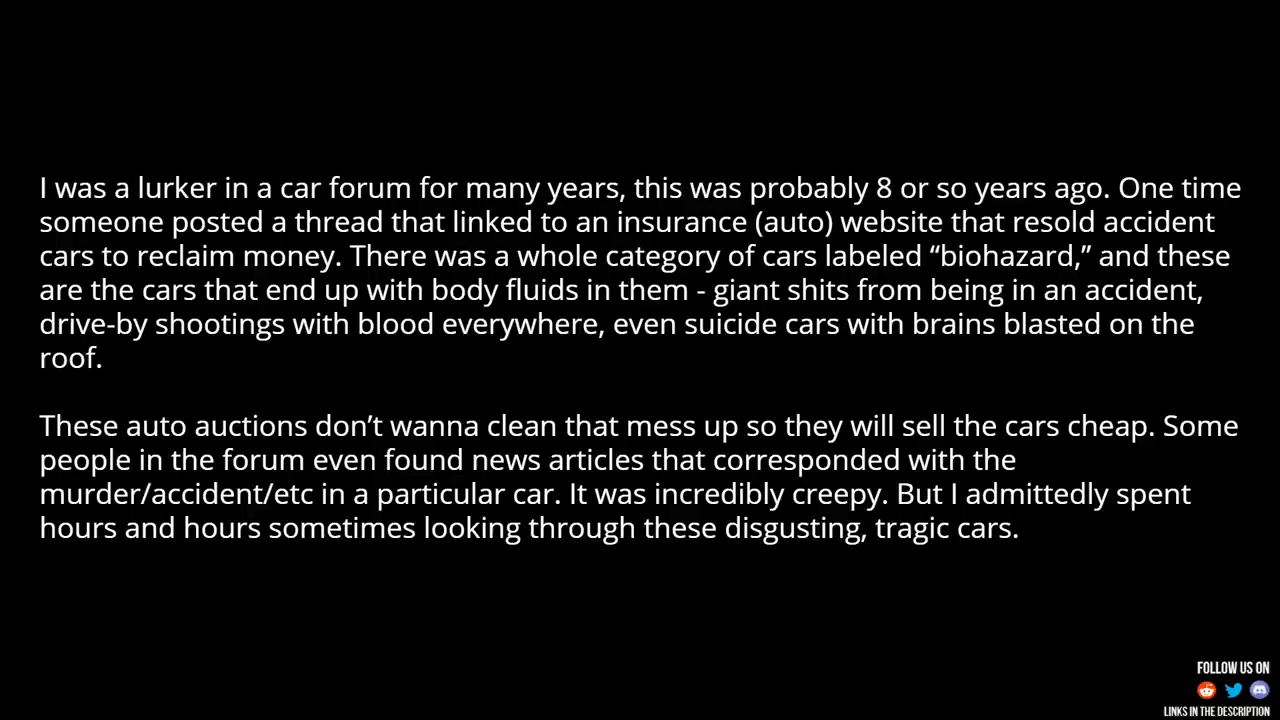 I was a lurker in a car forum for many years, this was probably 8 or so years ago. One time
someone posted a thread that linked to an insurance (auto) website that resold accident
cars to reclaim money. There was a whole category of cars labeled “biohazard,” and these
are the cars that end up with body fluids in them - giant shits from being in an accident,
drive-by shootings with blood everywhere, even suicide cars with brains blasted on the
roof.
These auto auctions don’t wanna clean that mess up so they will sell the cars cheap. Some
people in the forum even found news articles that corresponded with the
murder/accident/etc in a particular car. It was incredibly creepy. But I admittedly spent
hours and hours sometimes looking through these disgusting, tragic cars.
FOLLOW US ON
LINKS IN THE DESCRIPTION